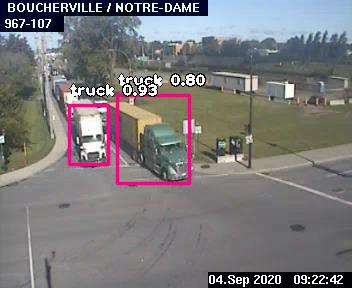 BOUCHERVILLE / NOTRE-DAME
967-107
truck 0.80
truck 0.93
04.Sep 2020 09:22:42